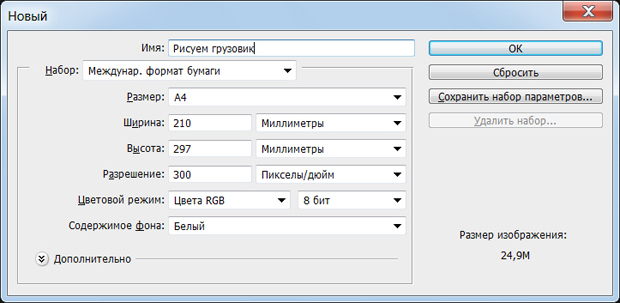 Новый
Имя: Рисуем грузовик
OK
Набор: Междунар. формат бумаги
Сбросить
Размер: A4
Сохранить набор параметров...
Ширина: 210 Миллиметры
Удалить набор...
Высота: 297 Миллиметры
Разрешение: 300 Пикселы/дюйм
Цветовой режим: Цвета RGB 8 бит
Содержимое фона: Белый
Размер изображения:
24,9M
Дополнительно